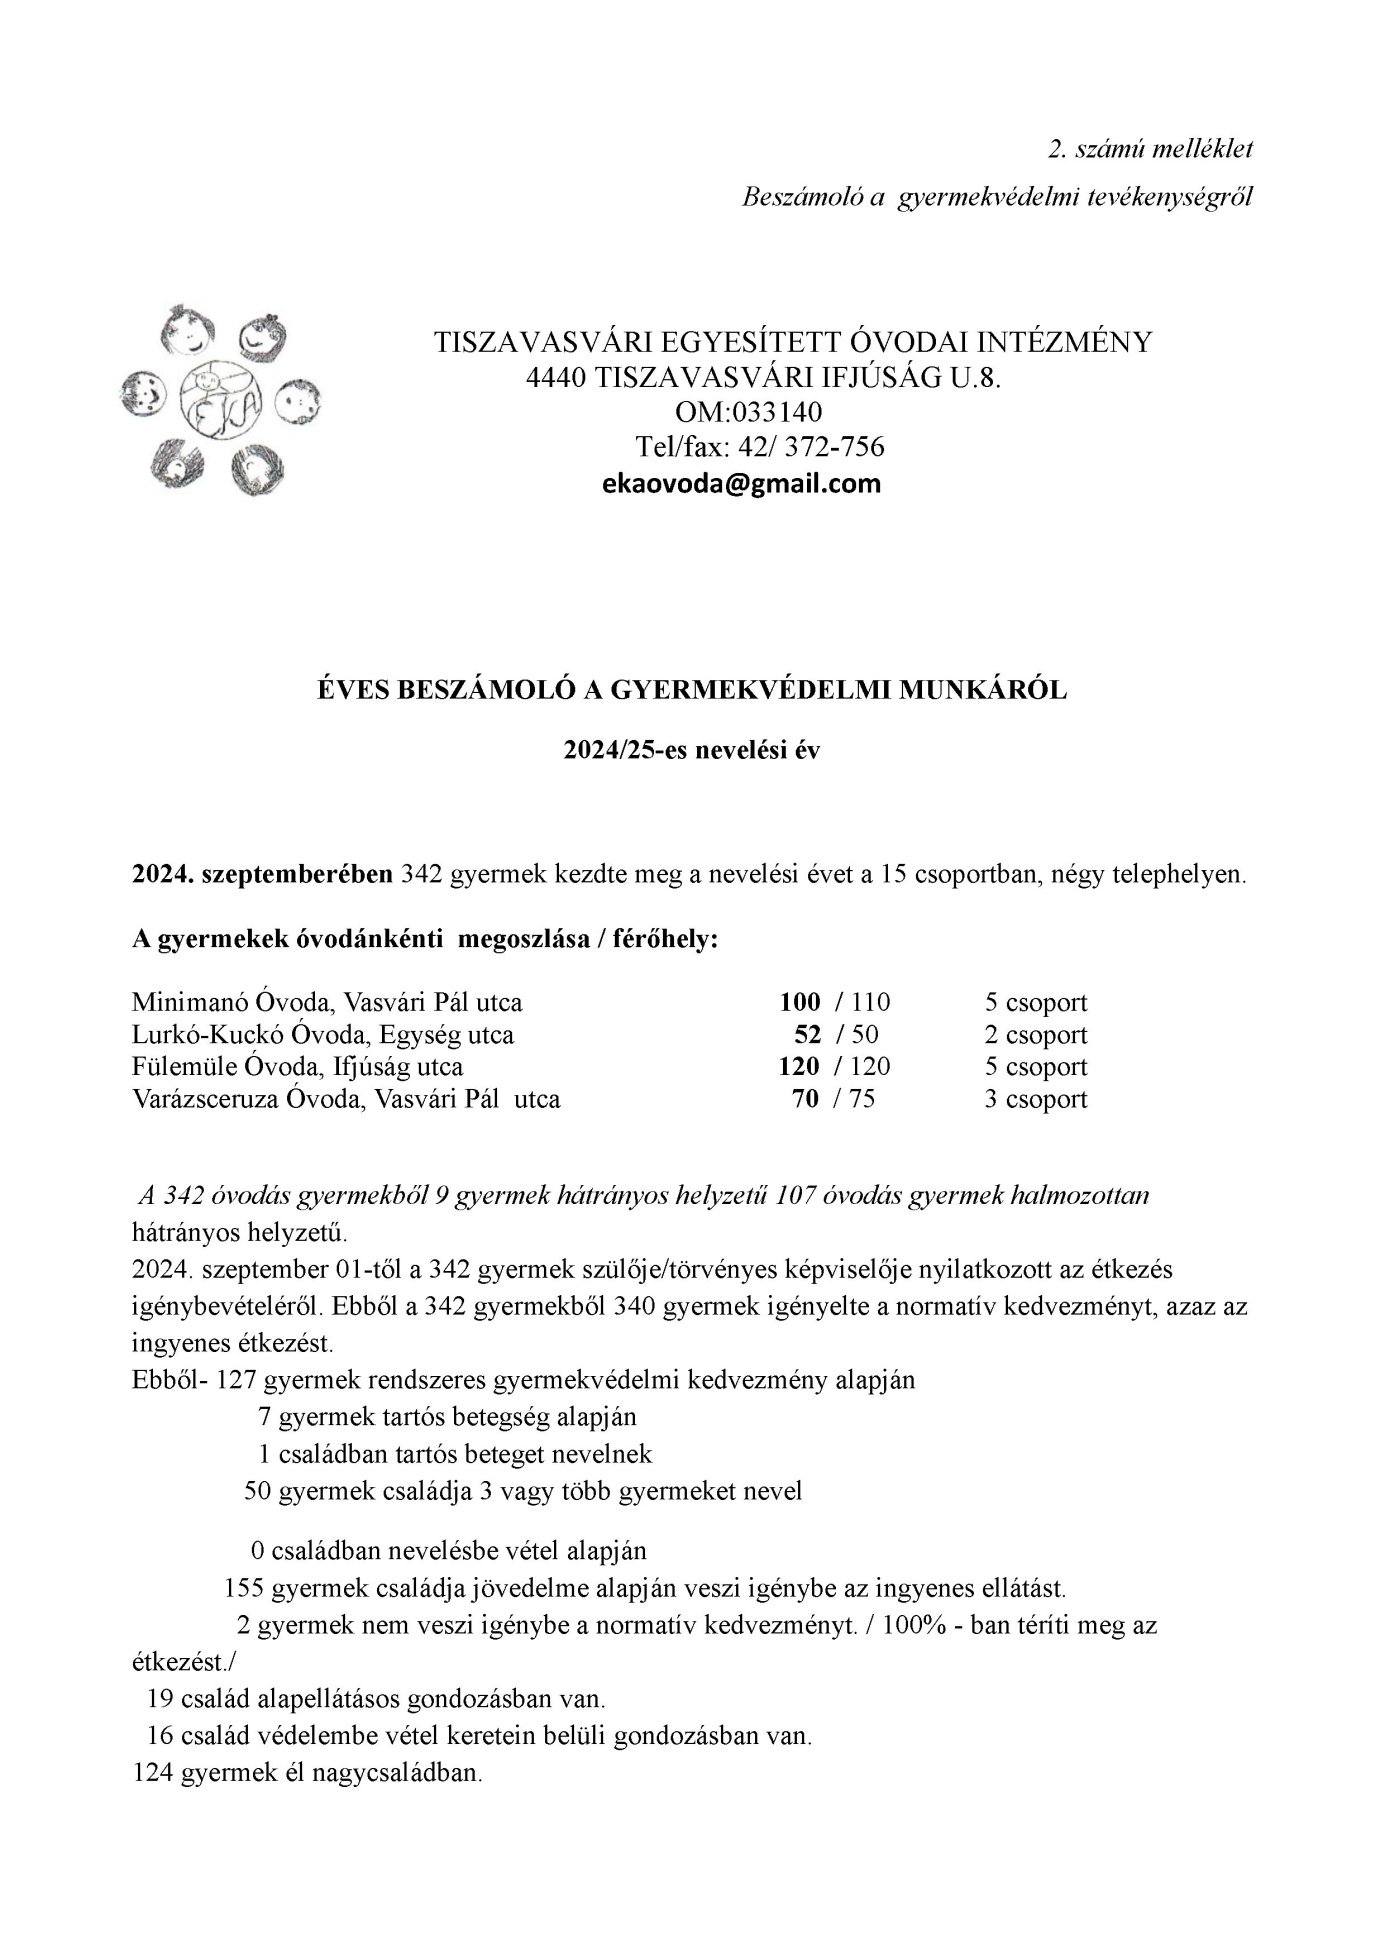 2. számú melléklet
Beszámoló a gyermekvédelmi tevékenységről
TISZAVASVÁRI EGYESÍTETT ÓVODAI INTÉZMÉNY
4440 TISZAVASVÁRI IFJÚSÁG U.8.
OM:033140
Tel/fax: 42/ 372-756
ekaovoda@gmail.com
ÉKA
ÉVES BESZÁMOLÓ A GYERMEKVÉDELMI MUNKÁRÓL
2024/25-es nevelési év
2024. szeptemberében 342 gyermek kezdte meg a nevelési évet a 15 csoportban, négy telephelyen.
A gyermekek óvodánkénti megoszlása / férőhely:
Minimanó Óvoda, Vasvári Pál utca 100 / 110 5 csoport
Lurkó-Kuckó Óvoda, Egység utca 52 / 50 2 csoport
Fülemüle Óvoda, Ifjúság utca 120 / 120 5 csoport
Varázsceruza Óvoda, Vasvári Pál utca 70 / 75 3 csoport
A 342 óvodás gyermekből 9 gyermek hátrányos helyzetű 107 óvodás gyermek halmozottan
hátrányos helyzetű.
2024. szeptember 01-től a 342 gyermek szülője/törvényes képviselője nyilatkozott az étkezés
igénybevételéről. Ebből a 342 gyermekből 340 gyermek igényelte a normatív kedvezményt, azaz az
ingyenes étkezést.
Ebből- 127 gyermek rendszeres gyermekvédelmi kedvezmény alapján
7 gyermek tartós betegség alapján
1 családban tartós beteget nevelnek
50 gyermek családja 3 vagy több gyermeket nevel
0 családban nevelésbe vétel alapján
155 gyermek családja jövedelme alapján veszi igénybe az ingyenes ellátást.
2 gyermek nem veszi igénybe a normatív kedvezményt. / 100% - ban téríti meg az
étkezést./
19 család alapellátásos gondozásban van.
16 család védelembe vétel keretein belüli gondozásban van.
124 gyermek él nagycsaládban.